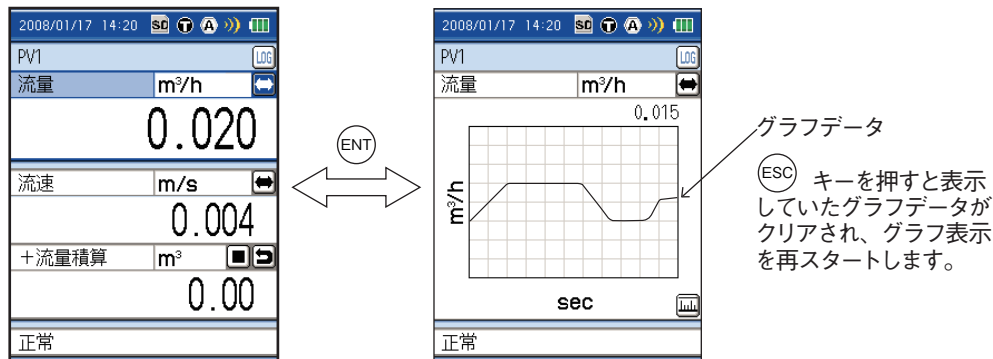 2008/01/17 14:20 SD T A
PV1 LOG
流量 m³/h
0.020
流速 m/s
0.004
+流量積算 m³
0.00
正常
ENT
2008/01/17 14:20 SD T A
PV1 LOG
流量 m³/h
0.015
m³/h
sec
正常
グラフデータ
ESC キーを押すと表示
していたグラフデータが
クリアされ、グラフ表示
を再スタートします。